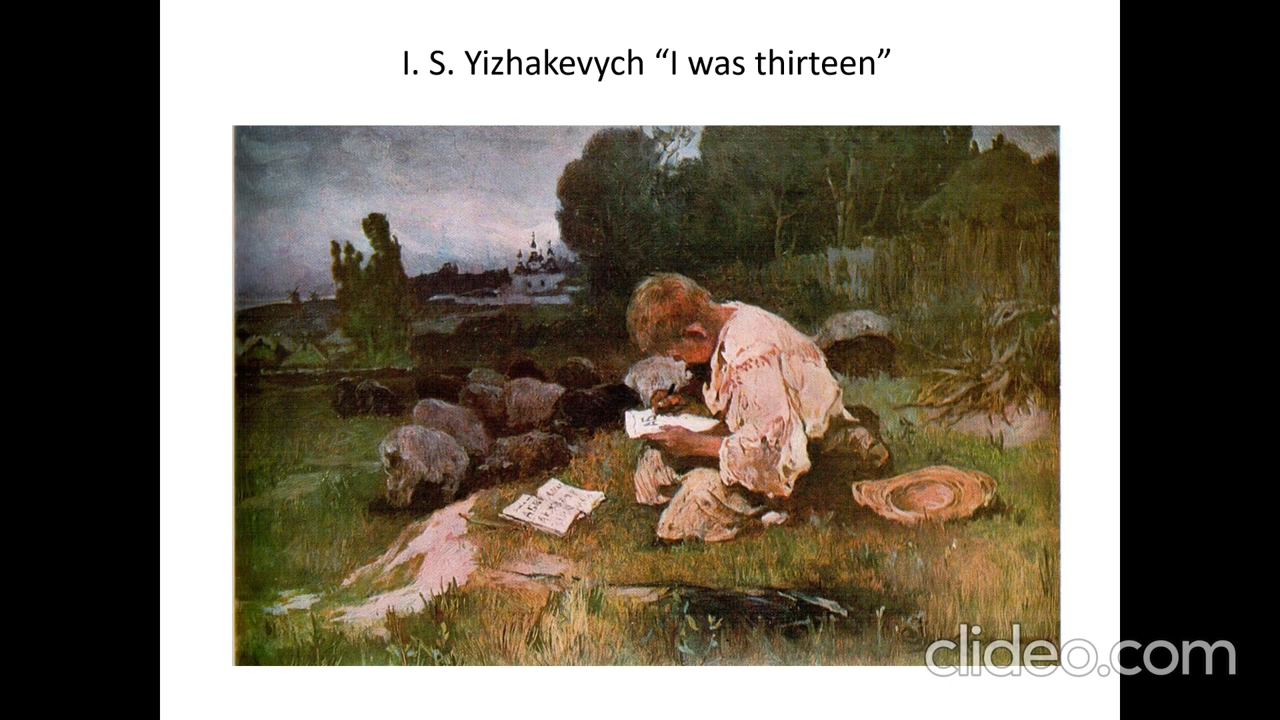 I. S. Yizhakevych “I was thirteen”
clideo.com